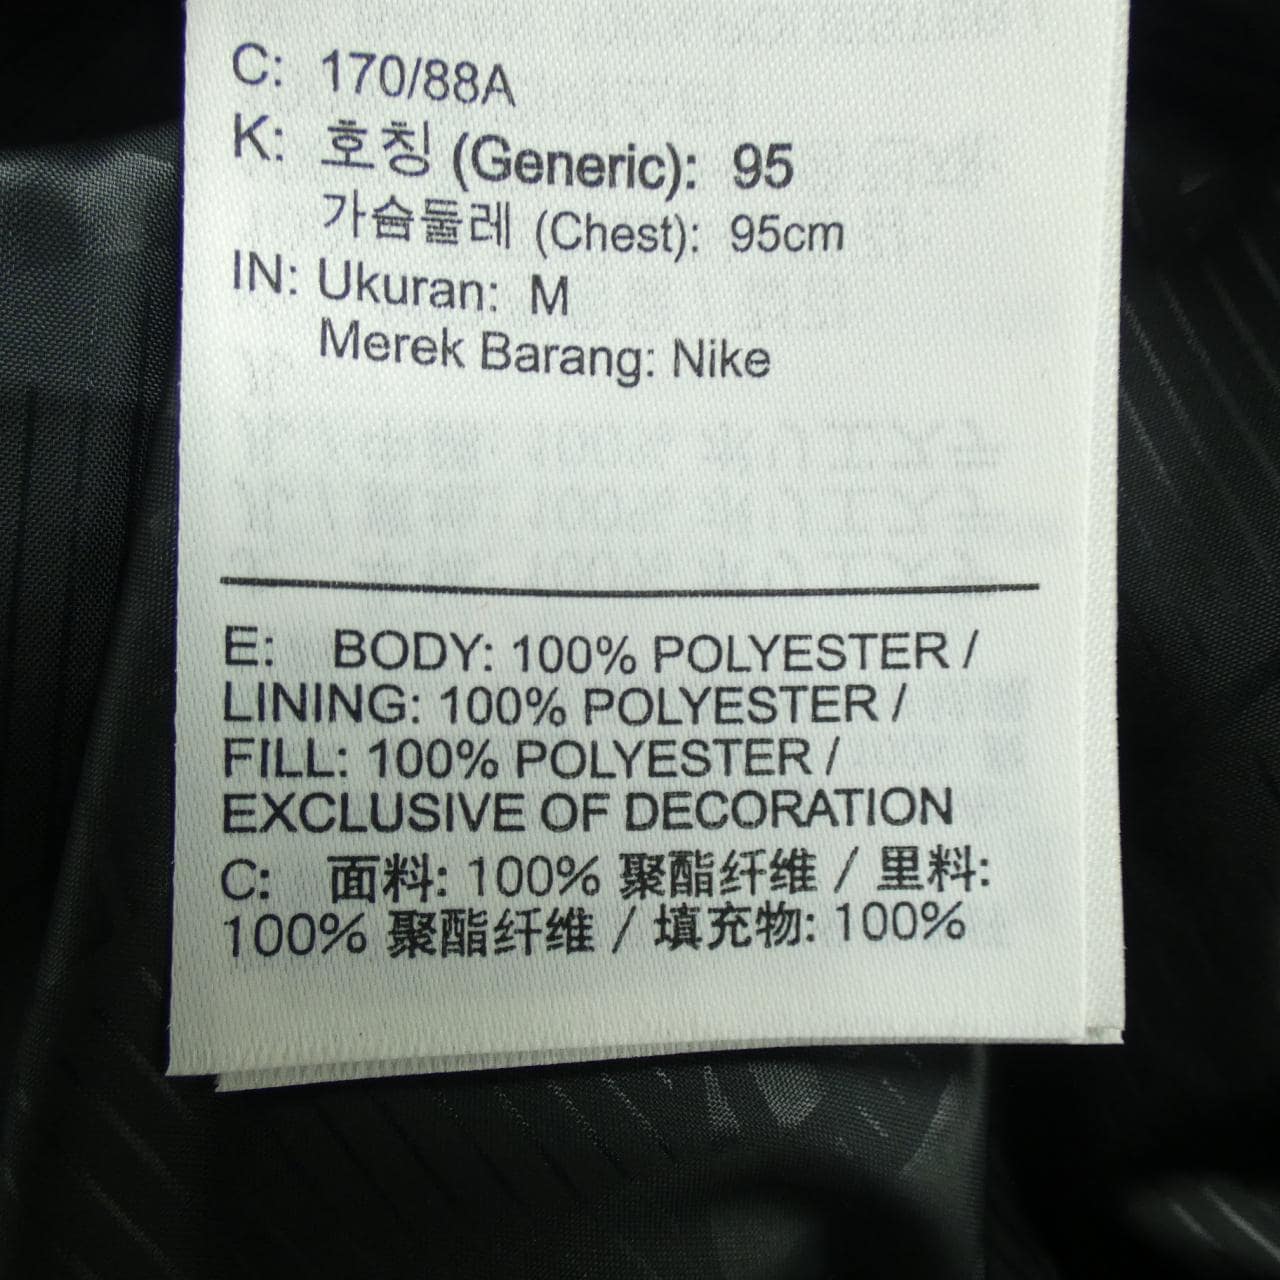 C: 170/88A
K: 호칭 (Generic): 95
가슴둘레 (Chest): 95cm
IN: Ukuran: M
Merek Barang: Nike
E: BODY: 100% POLYESTER /
LINING: 100% POLYESTER /
FILL: 100% POLYESTER /
EXCLUSIVE OF DECORATION
C: 面料: 100% 聚酯纤维 / 里料:
100% 聚酯纤维 / 填充物: 100%